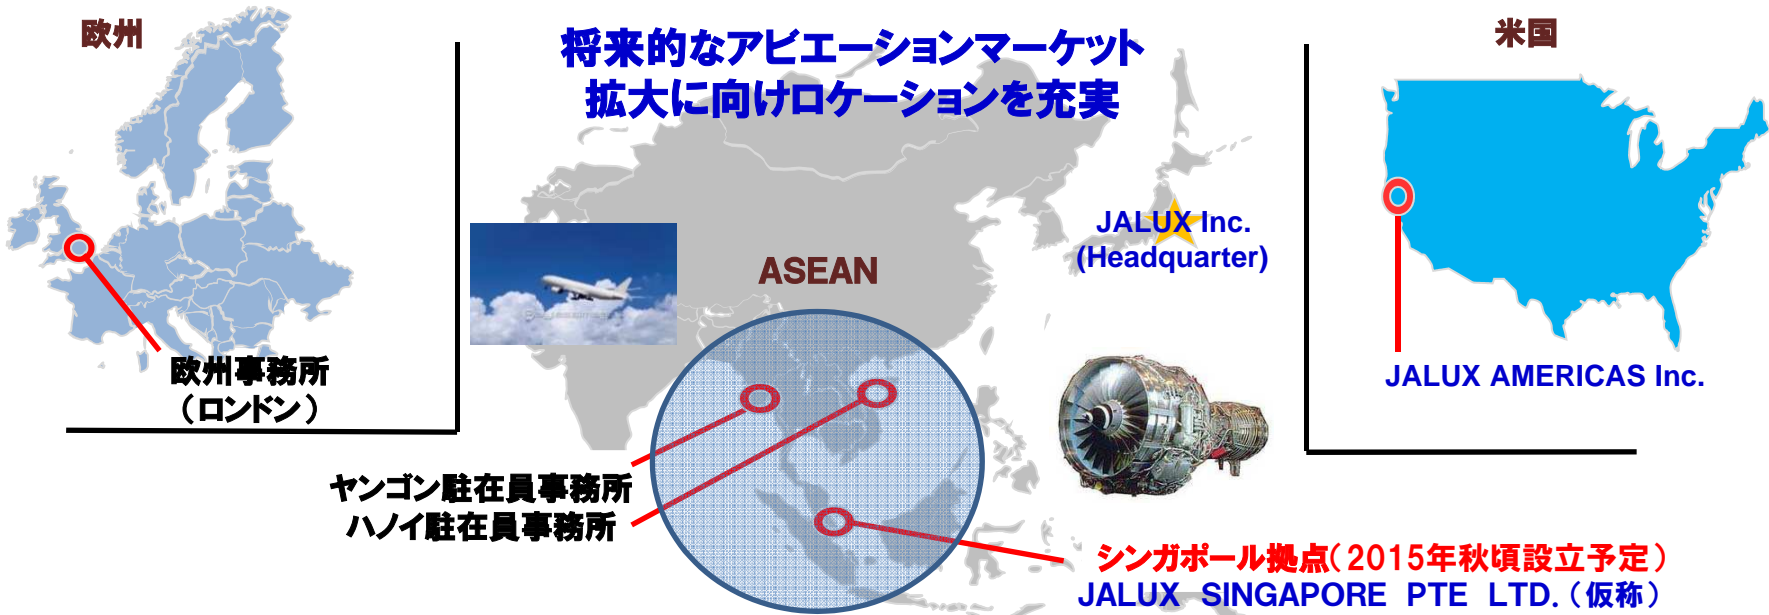 欧州
将来的なアビエーションマーケット
拡大に向けロケーションを充実
米国
JALUX Inc.
(Headquarter)
ASEAN
欧州事務所
（ロンドン）
JALUX AMERICAS Inc.
ヤンゴン駐在員事務所
ハノイ駐在員事務所
シンガポール拠点（2015年秋頃設立予定）
JALUX SINGAPORE PTE LTD.（仮称）